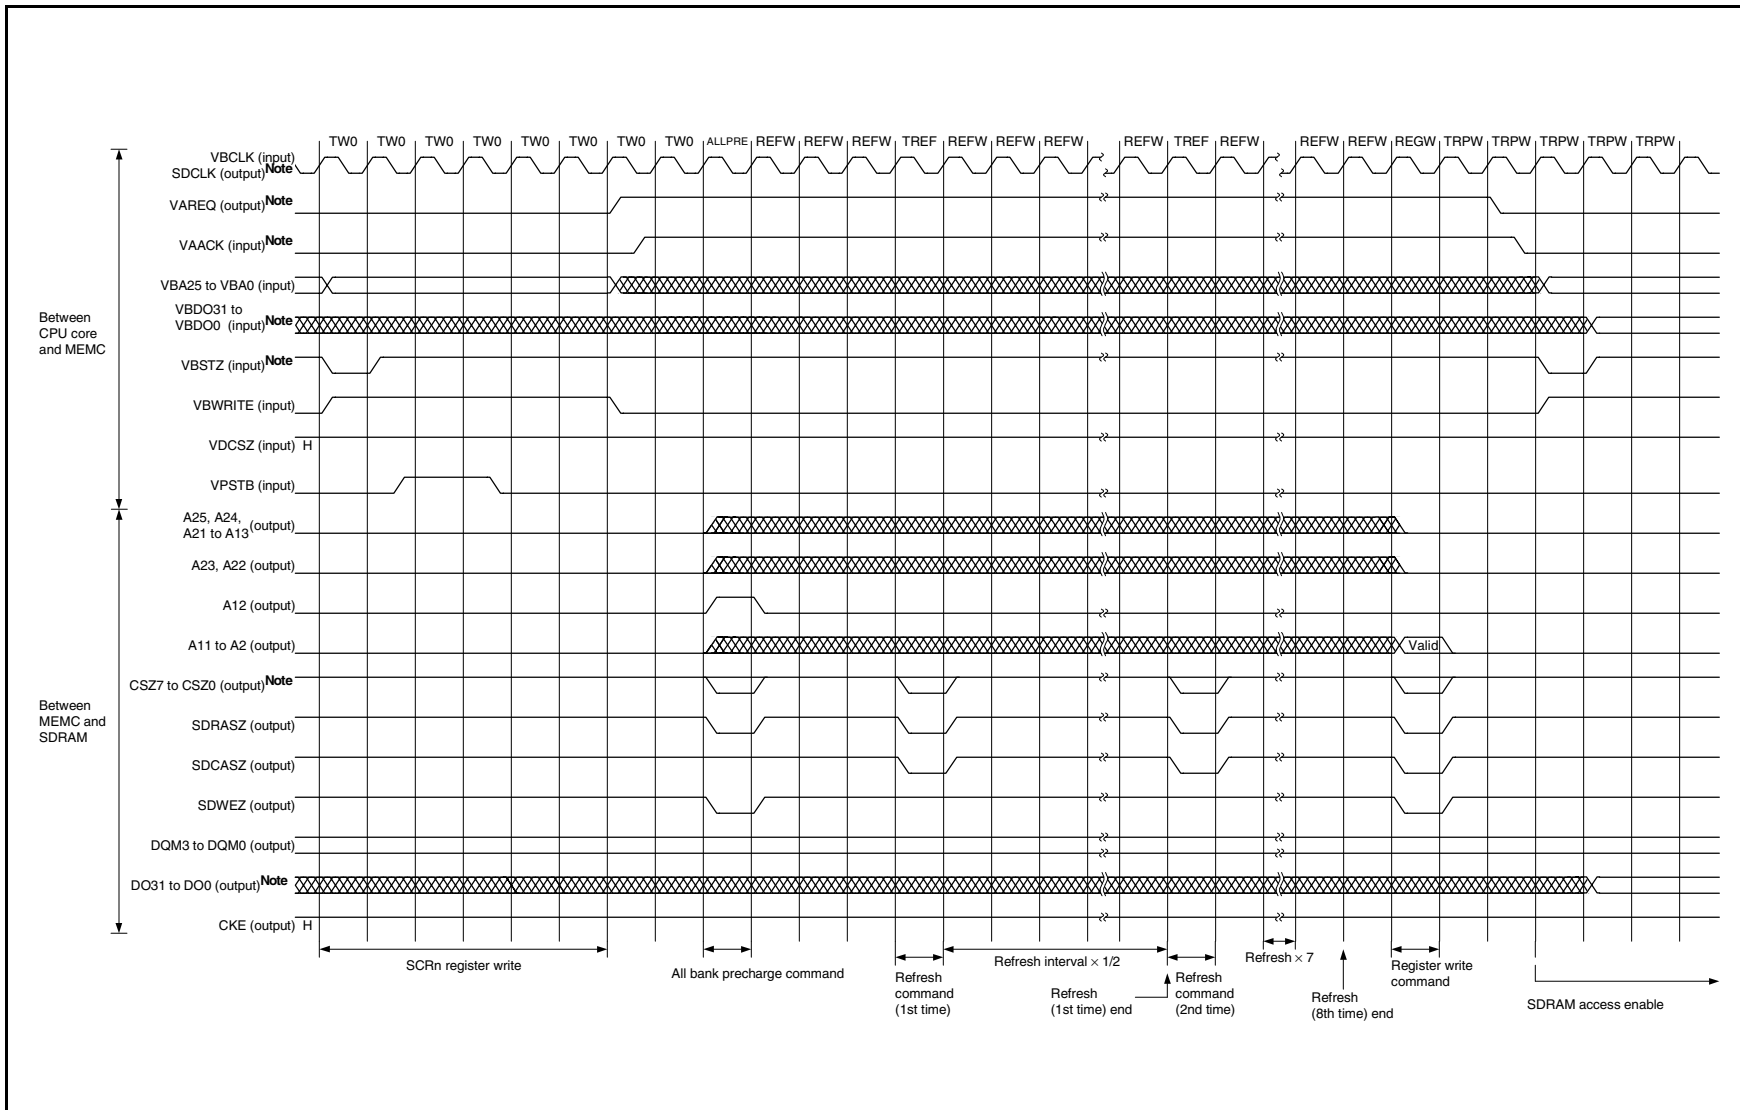 TW0 TW0 TW0 TW0 TW0 TW0 TW0 TW0 ALLPRE REFW REFW REFW TREF REFW REFW REFW REFW TREF REFW REFW REFW REGW TRPW TRPW TRPW TRPW TRPW
VBCLK (input)
SDCLK (output)Note
VAREQ (output)Note
VAACK (input)Note
VBA25 to VBA0 (input)
VBDO31 to
VBDO0 (input)Note
Between
CPU core
and MEMC
VBSTZ (input)Note
VBWRITE (input)
VDCSZ (input) H
VPSTB (input)
A25, A24,
A21 to A13 (output)
A23, A22 (output)
A12 (output)
A11 to A2 (output) Valid
CSZ7 to CSZ0 (output)Note
Between
MEMC and
SDRAM
SDRASZ (output)
SDCASZ (output)
SDWEZ (output)
DQM3 to DQM0 (output)
DO31 to DO0 (output)Note
CKE (output) H
SCRn register write
All bank precharge command
Refresh
command
(1st time)
Refresh interval × 1/2
Refresh
(1st time) end
Refresh
command
(2nd time)
Refresh × 7
Refresh
(8th time) end
Register write
command
SDRAM access enable